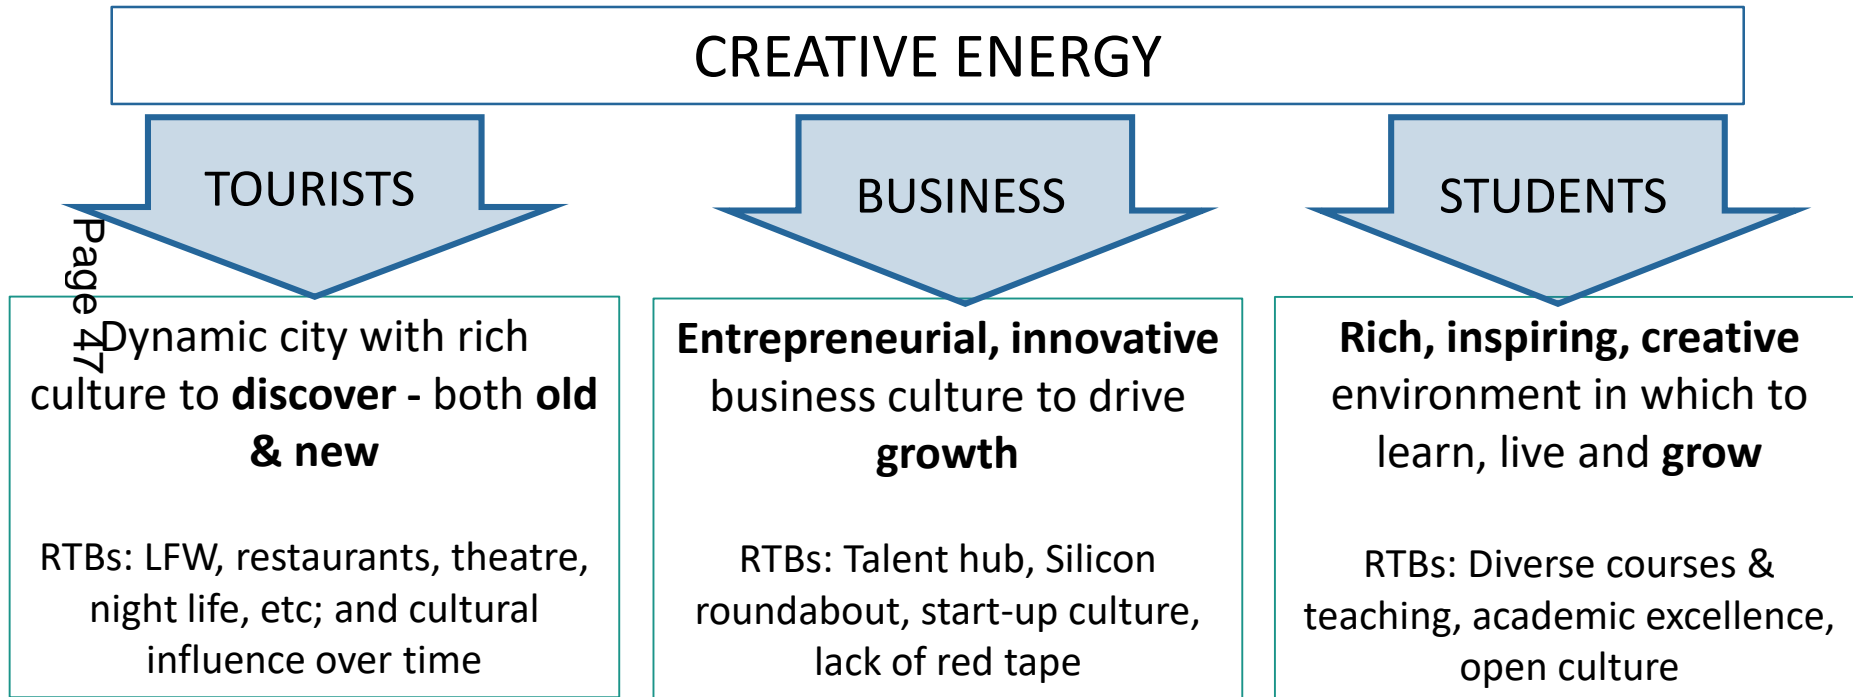 CREATIVE ENERGY
TOURISTS
BUSINESS
STUDENTS
Page 47
Dynamic city with rich
culture to discover - both old
& new
RTBs: LFW, restaurants, theatre,
night life, etc; and cultural
influence over time
Entrepreneurial, innovative
business culture to drive
growth
RTBs: Talent hub, Silicon
roundabout, start-up culture,
lack of red tape
Rich, inspiring, creative
environment in which to
learn, live and grow
RTBs: Diverse courses &
teaching, academic excellence,
open culture